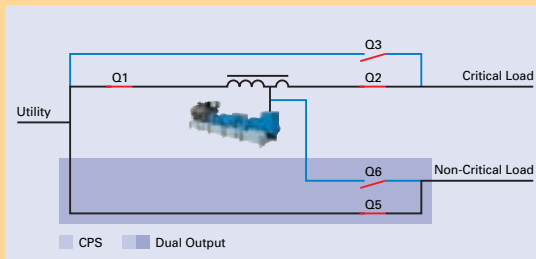 Q3
Q1
Q2
Critical Load
Utility
Q6
Non-Critical Load
Q5
CPS
Dual Output